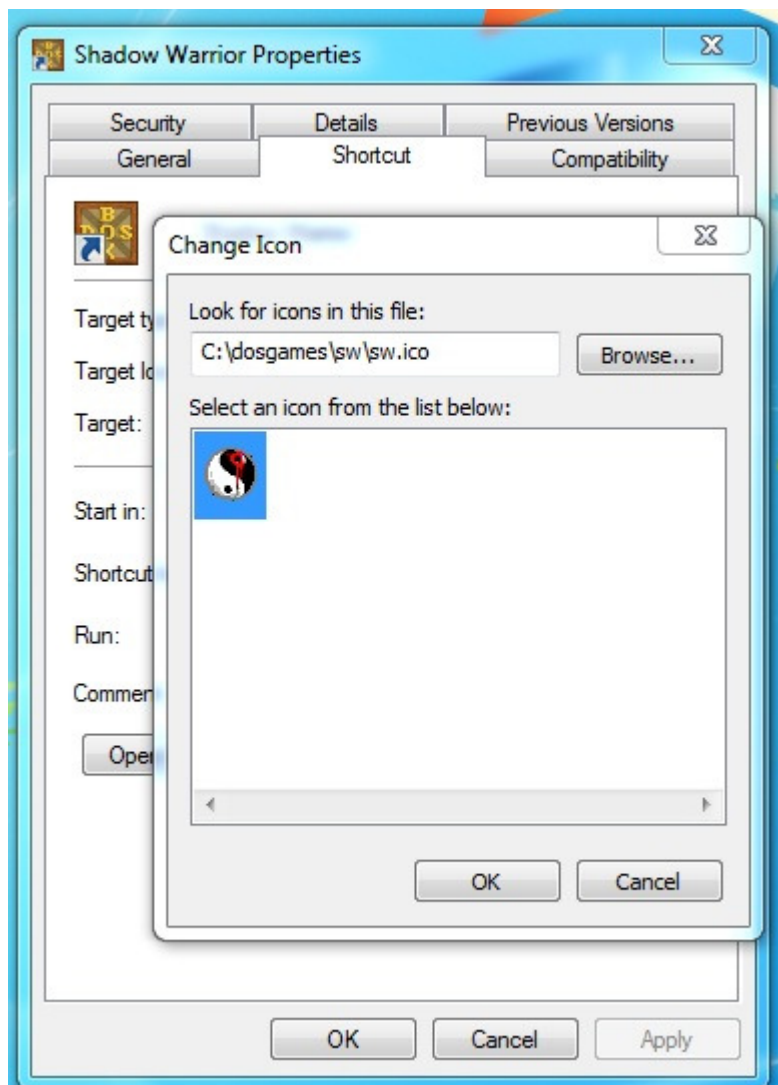 Shadow Warrior Properties
Security Details Previous Versions
General Shortcut Compatibility
Change Icon
Look for icons in this file:
C:\dosgames\sw\sw.ico
Browse...
Select an icon from the list below:
Target ty
Target lo
Target:
Start in:
Shortcut
Run:
Commen
Open
OK Cancel
OK Cancel Apply